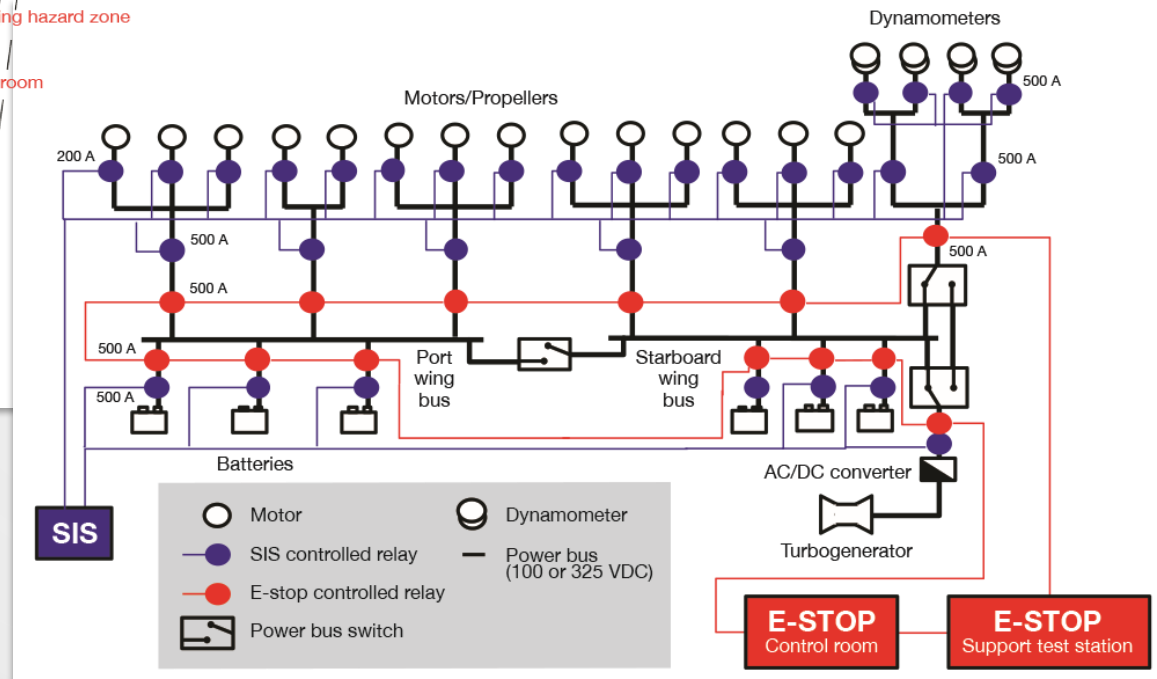 ing hazard zone
room
Dynamometers
500 A
Motors/Propellers
200 A
500 A
500 A
500 A
500 A
500 A
500 A
Port
wing
bus
Starboard
wing
bus
Batteries
AC/DC converter
Turbogenerator
SIS
Motor
SIS controlled relay
E-stop controlled relay
Power bus switch
Dynamometer
Power bus
(100 or 325 VDC)
E-STOP
Control room
E-STOP
Support test station